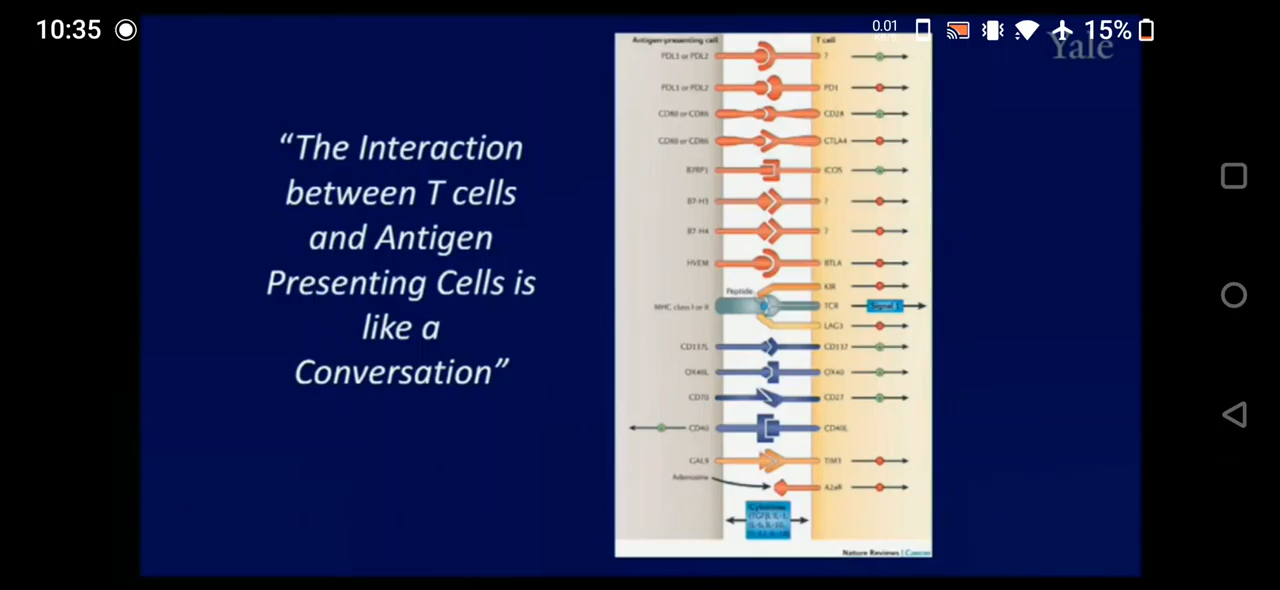 10:35
0.01
15%
Yale
“The Interaction
between T cells
and Antigen
Presenting Cells is
like a
Conversation”
Antigen-presenting cell
T cell
PDL1 or PDL2 ?
PDL1 or PDL2 PD1
CD80 or CD86 CD28
CD80 or CD86 CTLA4
B7RP1 ICOS
B7-H3 ?
B7-H4 ?
HVEM BTLA
KIR
Peptide
MHC class I or II TCR Signal 1
LAG3
CD137L CD137
OX40L OX40
CD70 CD27
CD40 CD40L
GAL9 TIM3
Adenosine
A2aR
Cytokines
Nature Reviews | Cancer